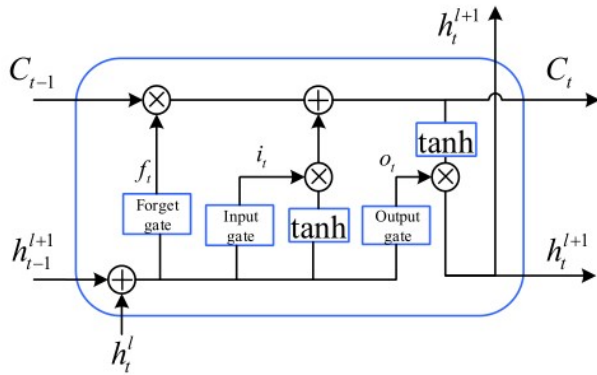 h_t^{l+1}
C_{t-1}
C_t
tanh
f_t
i_t
o_t
Forget
gate
Input
gate
tanh
Output
gate
h_{t-1}^{l+1}
h_t^{l+1}
h_t^l